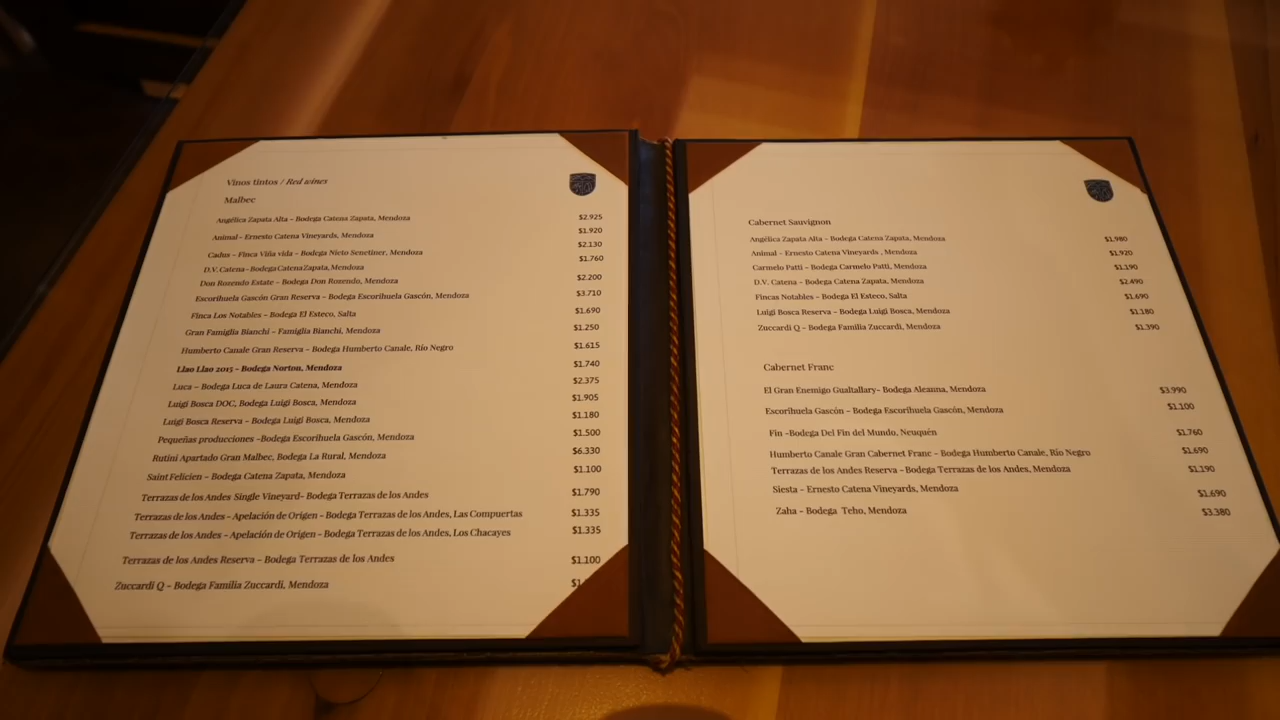 Vinos tintos / Red wines
Malbec
Angélica Zapata Alta – Bodega Catena Zapata, Mendoza $2.925
Animal – Ernesto Catena Vineyards, Mendoza $1.920
Cadus – Finca Viña vida – Bodega Nieto Senetiner, Mendoza $2.130
D.V. Catena – Bodega Catena Zapata, Mendoza $1.760
Don Rozendo Estate – Bodega Don Rozendo, Mendoza $2.200
Escorihuela Gascón Gran Reserva – Bodega Escorihuela Gascón, Mendoza $3.710
Finca Los Notables – Bodega El Esteco, Salta $1.690
Gran Famiglia Bianchi – Famiglia Bianchi, Mendoza $1.250
Humberto Canale Gran Reserva – Bodega Humberto Canale, Río Negro $1.615
Llao Llao 2015 – Bodega Norton, Mendoza $1.740
Luca – Bodega Luca de Laura Catena, Mendoza $2.375
Luigi Bosca DOC, Bodega Luigi Bosca, Mendoza $1.905
Luigi Bosca Reserva – Bodega Luigi Bosca, Mendoza $1.180
Pequeñas producciones –Bodega Escorihuela Gascón, Mendoza $1.500
Rutini Apartado Gran Malbec, Bodega La Rural, Mendoza $6.330
Saint Felicien – Bodega Catena Zapata, Mendoza $1.100
Terrazas de los Andes Single Vineyard– Bodega Terrazas de los Andes $1.790
Terrazas de los Andes – Apelación de Origen – Bodega Terrazas de los Andes, Las Compuertas $1.335
Terrazas de los Andes – Apelación de Origen – Bodega Terrazas de los Andes, Los Chacayes $1.335
Terrazas de los Andes Reserva – Bodega Terrazas de los Andes $1.100
Zuccardi Q – Bodega Familia Zuccardi, Mendoza
Cabernet Sauvignon
Angélica Zapata Alta – Bodega Catena Zapata, Mendoza $1.980
Animal – Ernesto Catena Vineyards , Mendoza $1.920
Carmelo Patti – Bodega Carmelo Patti, Mendoza $1.190
D.V. Catena – Bodega Catena Zapata, Mendoza $2.490
Fincas Notables – Bodega El Esteco, Salta $1.690
Luigi Bosca Reserva – Bodega Luigi Bosca, Mendoza $1.180
Zuccardi Q – Bodega Familia Zuccardi, Mendoza $1.390
Cabernet Franc
El Gran Enemigo Gualtallary– Bodega Aleanna, Mendoza $3.990
Escorihuela Gascón – Bodega Escorihuela Gascón, Mendoza $1.100
Fin –Bodega Del Fin del Mundo, Neuquén $1.760
Humberto Canale Gran Cabernet Franc – Bodega Humberto Canale, Río Negro $1.690
Terrazas de los Andes Reserva –Bodega Terrazas de los Andes, Mendoza $1.190
Siesta – Ernesto Catena Vineyards, Mendoza $1.690
Zaha – Bodega Teho, Mendoza $3.380